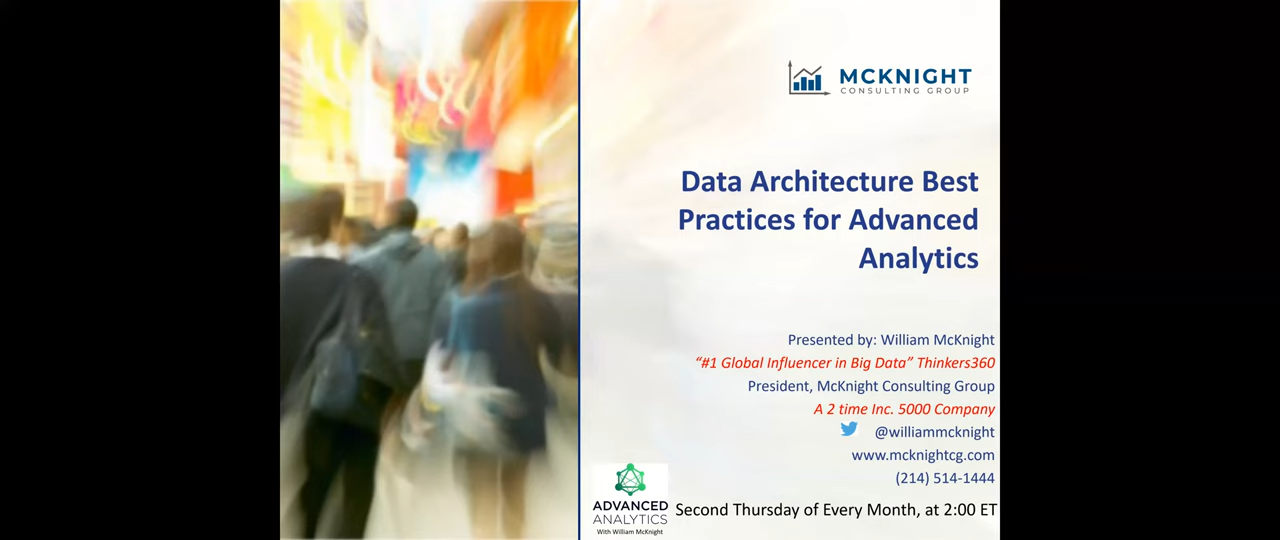 MCKNIGHT
CONSULTING GROUP
Data Architecture Best
Practices for Advanced
Analytics
Presented by: William McKnight
“#1 Global Influencer in Big Data” Thinkers360
President, McKnight Consulting Group
A 2 time Inc. 5000 Company
@williammcknight
www.mcknightcg.com
(214) 514-1444
ADVANCED
ANALYTICS
With William McKnight
Second Thursday of Every Month, at 2:00 ET